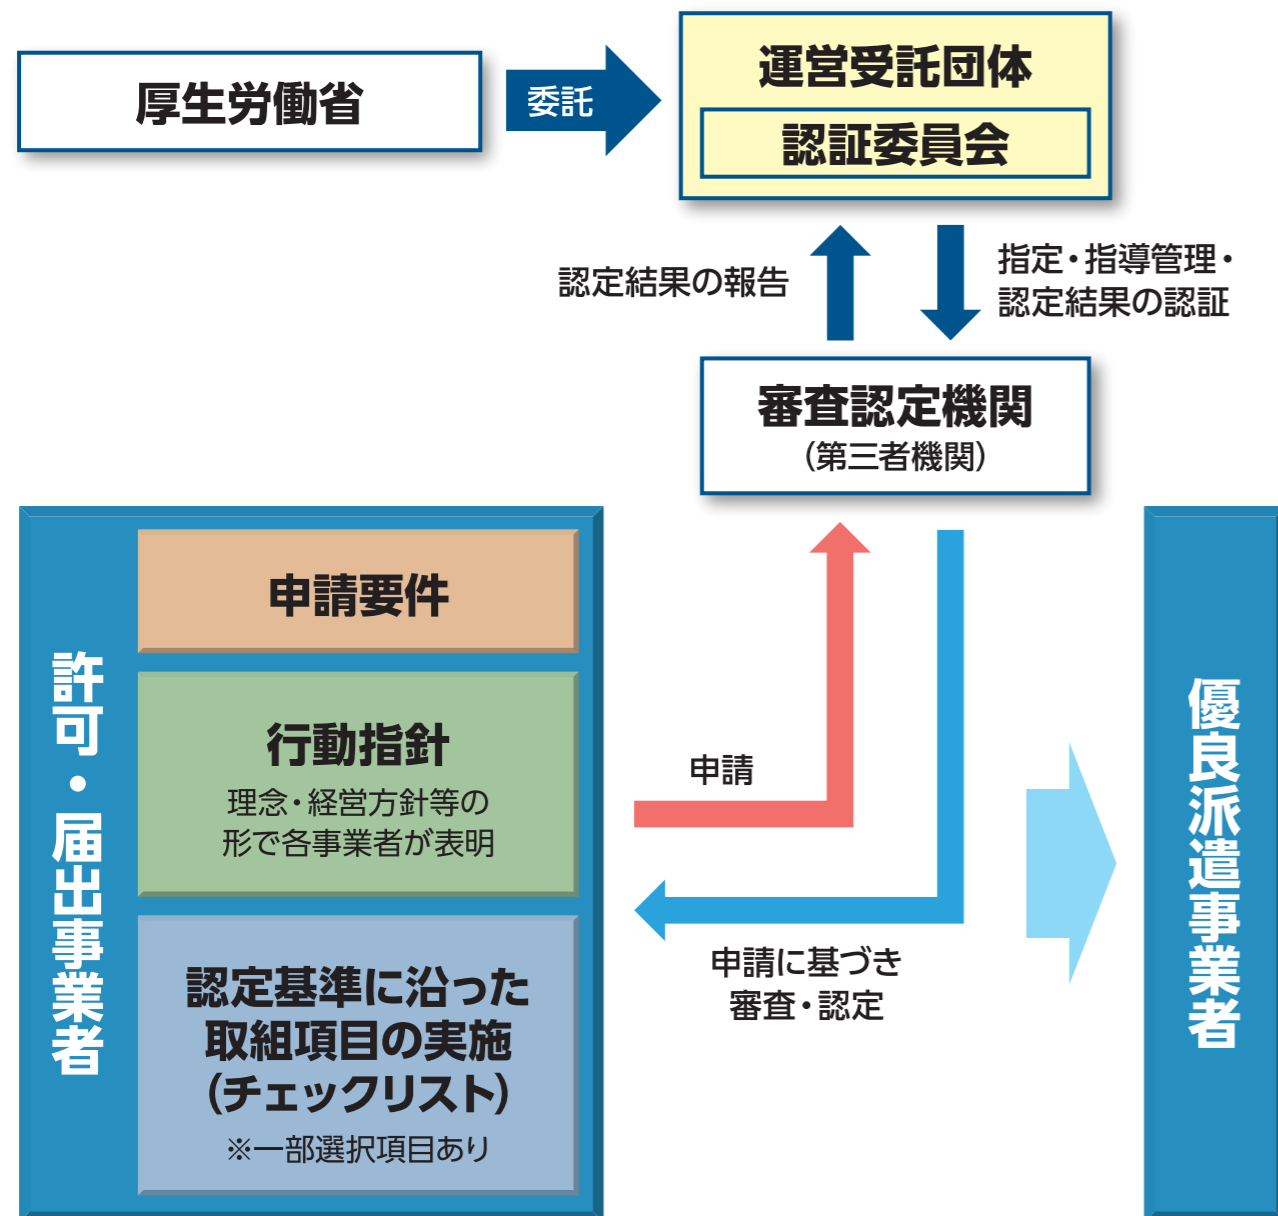 厚生労働省
委託
運営受託団体
認証委員会
認定結果の報告
指定・指導管理・
認定結果の認証
審査認定機関
（第三者機関）
許可・届出事業者
申請要件
行動指針
理念・経営方針等の
形で各事業者が表明
認定基準に沿った
取組項目の実施
（チェックリスト）
※一部選択項目あり
申請
申請に基づき
審査・認定
優良派遣事業者